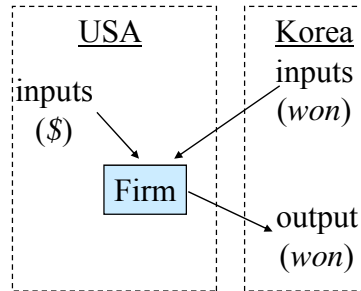 USA
inputs
($)
Firm
Korea
inputs
(won)
output
(won)